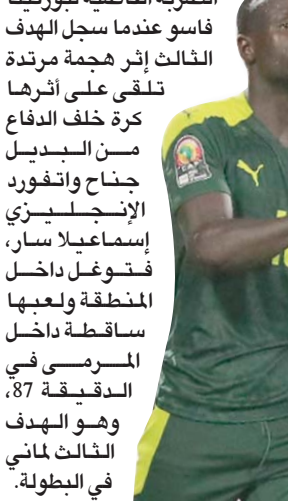 فاسو عندما سجل الهدف
الثالث إثر هجمة مرتدة
تلقى على أثرها
كرة خلف الدفاع
من البديل
جناح واتفورد
الإنجليزي
إسماعيلا سار،
فتوغل داخل
المنطقة ولعبها
ساقطة داخل
المرمى في
الدقيقة 87،
وهو الهدف
الثالث لماني
في البطولة.